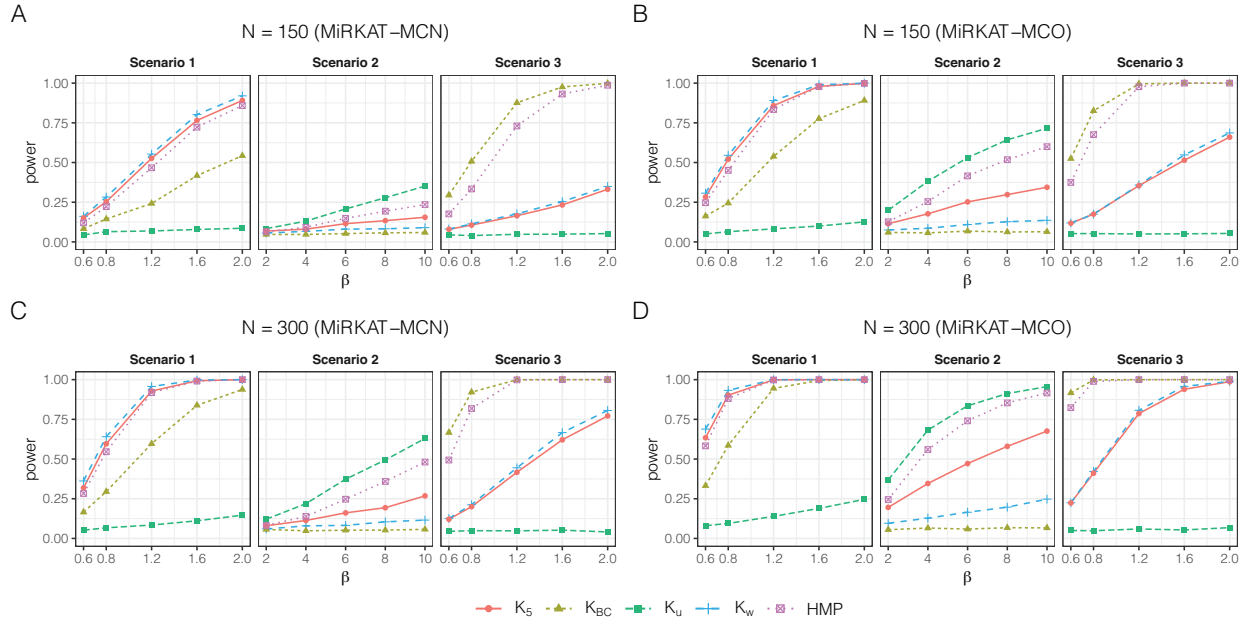 A
B
N = 150 (MiRKAT−MCN)
N = 150 (MiRKAT−MCO)
Scenario 1 Scenario 2 Scenario 3
Scenario 1 Scenario 2 Scenario 3
1.00
0.75
0.50
0.25
0.00
power
0.6 0.8 1.2 1.6 2.0 2 4 6 8 10 0.6 0.8 1.2 1.6 2.0
β
1.00
0.75
0.50
0.25
0.00
power
0.6 0.8 1.2 1.6 2.0 2 4 6 8 10 0.6 0.8 1.2 1.6 2.0
β
C
D
N = 300 (MiRKAT−MCN)
N = 300 (MiRKAT−MCO)
Scenario 1 Scenario 2 Scenario 3
Scenario 1 Scenario 2 Scenario 3
1.00
0.75
0.50
0.25
0.00
power
0.6 0.8 1.2 1.6 2.0 2 4 6 8 10 0.6 0.8 1.2 1.6 2.0
β
1.00
0.75
0.50
0.25
0.00
power
0.6 0.8 1.2 1.6 2.0 2 4 6 8 10 0.6 0.8 1.2 1.6 2.0
β
K5 KBC Ku Kw HMP